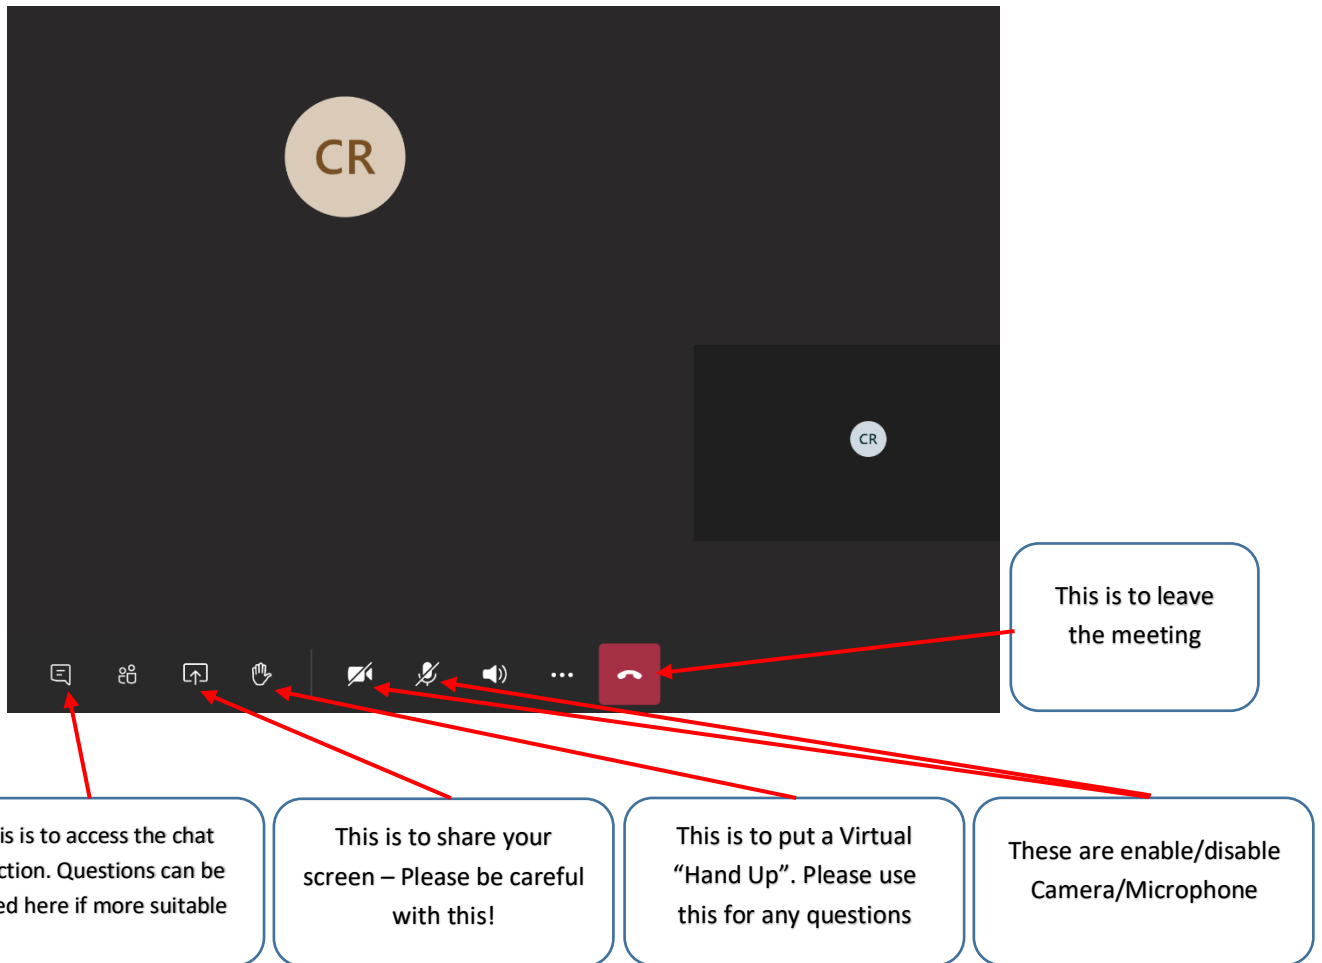 CR
CR
This is to leave
the meeting
is is to access the chat
ction. Questions can be
ed here if more suitable
This is to share your
screen – Please be careful
with this!
This is to put a Virtual
“Hand Up”. Please use
this for any questions
These are enable/disable
Camera/Microphone